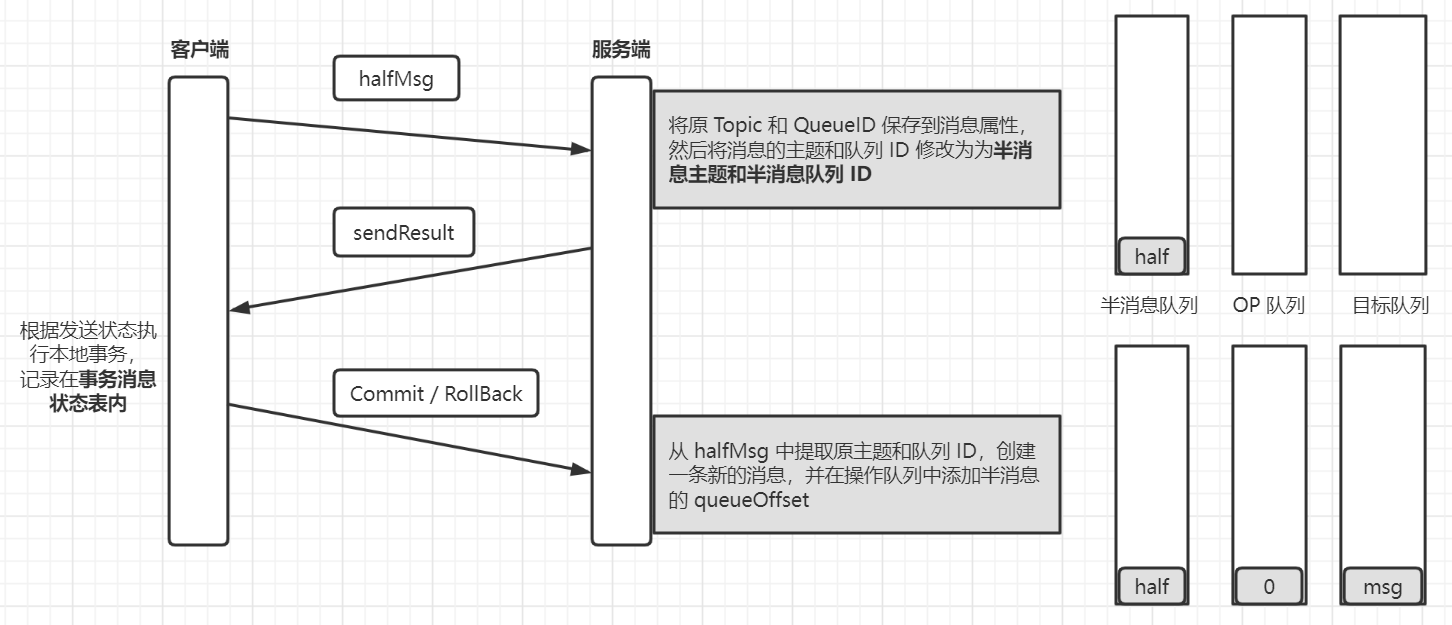 客户端
服务端
halfMsg
将原 Topic 和 QueueID 保存到消息属性，
然后将消息的主题和队列 ID 修改为为半消
息主题和半消息队列 ID
sendResult
根据发送状态执
行本地事务，
记录在事务消息
状态表内
Commit / RollBack
从 halfMsg 中提取原主题和队列 ID，创建
一条新的消息，并在操作队列中添加半消息
的 queueOffset
half
半消息队列
OP 队列
目标队列
half
0
msg